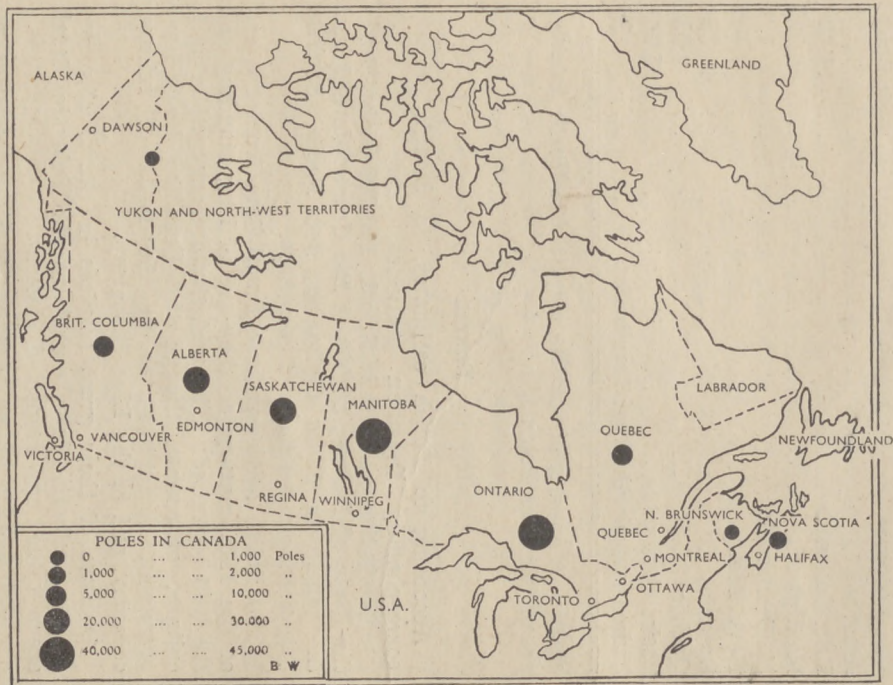 ALASKA
GREENLAND
DAWSON
YUKON AND NORTH-WEST TERRITORIES
BRIT. COLUMBIA
ALBERTA
SASKATCHEWAN
MANITOBA
LABRADOR
EDMONTON
VANCOUVER
VICTORIA
QUEBEC
NEWFOUNDLAND
REGINA
WINNIPEG
ONTARIO
N. BRUNSWICK
NOVA SCOTIA
QUEBEC
MONTREAL
HALIFAX
OTTAWA
TORONTO
U.S.A.
POLES IN CANADA
0 ... ... 1,000 Poles
1,000 ... ... 2,000 ,,
5,000 ... ... 10,000 ,,
20,000 ... ... 30.000 ,,
40,000 ... ... 45,000 ,,
B W